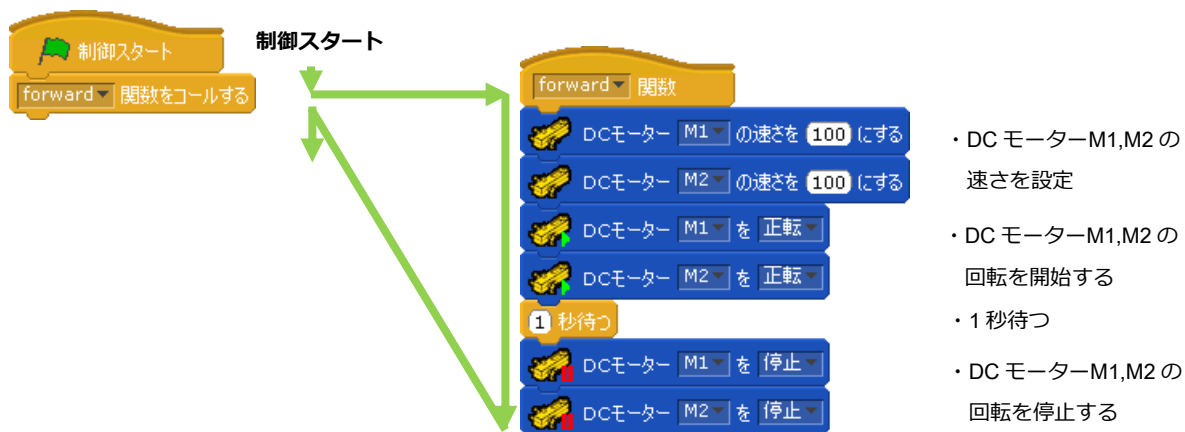 制御スタート
forward 関数をコールする
制御スタート
forward 関数
DCモーター M1 の速さを 100 にする
DCモーター M2 の速さを 100 にする
DCモーター M1 を 正転
DCモーター M2 を 正転
1 秒待つ
DCモーター M1 を 停止
DCモーター M2 を 停止
・DC モーターM1,M2 の
速さを設定
・DC モーターM1,M2 の
回転を開始する
・1 秒待つ
・DC モーターM1,M2 の
回転を停止する